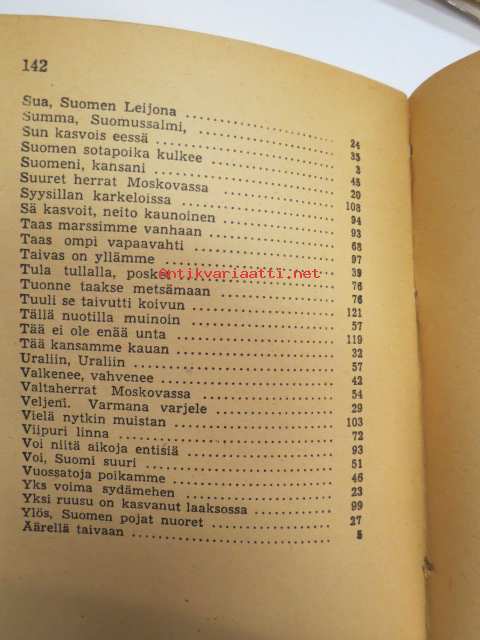 142
Sua, Suomen Leijona .................... 24
Summa, Suomussalmi, .................... 35
Sun kasvois eessä .................... 3
Suomen sotapoika kulkee .................... 48
Suomeni, kansani .................... 20
Suuret herrat Moskovassa .................... 108
Syysillan karkeloissa .................... 94
Sä kasvoit, neito kaunoinen .................... 93
Taas marssimme vanhaan .................... 68
Taas ompi vapaavahti .................... 97
Taivas on yllämme .................... 39
Tula tullalla, .................... 76
Tuonne taakse metsämaan .................... 76
Tuuli se taivutti koivun .................... 121
Tällä nuotilla muinoin .................... 57
Tää ei ole enää unta .................... 119
Tää kansamme kauan .................... 32
Uraliin, Uraliin .................... 57
Valkenee, vahvenee .................... 42
Valtaherrat Moskovassa .................... 54
Veljeni. Varmana varjele .................... 29
Vielä nytkin muistan .................... 103
Viipuri linna .................... 72
Voi niitä aikoja entisiä .................... 93
Voi, Suomi suuri .................... 51
Vuossatoja poikamme .................... 46
Yks voima sydämehen .................... 23
Yksi ruusu on kasvanut laaksossa .................... 99
Ylös, Suomen pojat nuoret .................... 27
Äärellä taivaan .................... 5
antikvariaatti.net